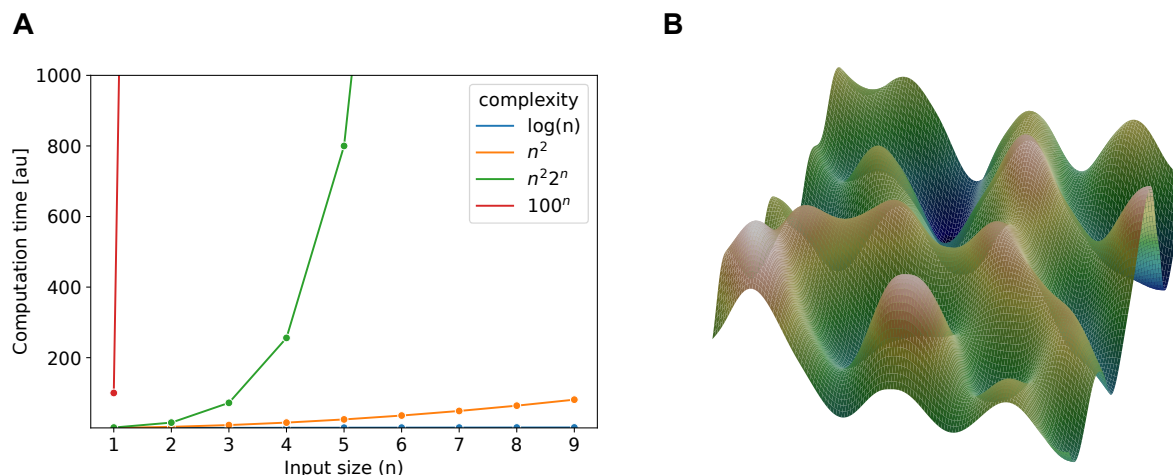 A
B
1000
800
600
400
200
Computation time [au]
complexity
log(n)
n²
n²2ⁿ
100ⁿ
1 2 3 4 5 6 7 8 9
Input size (n)